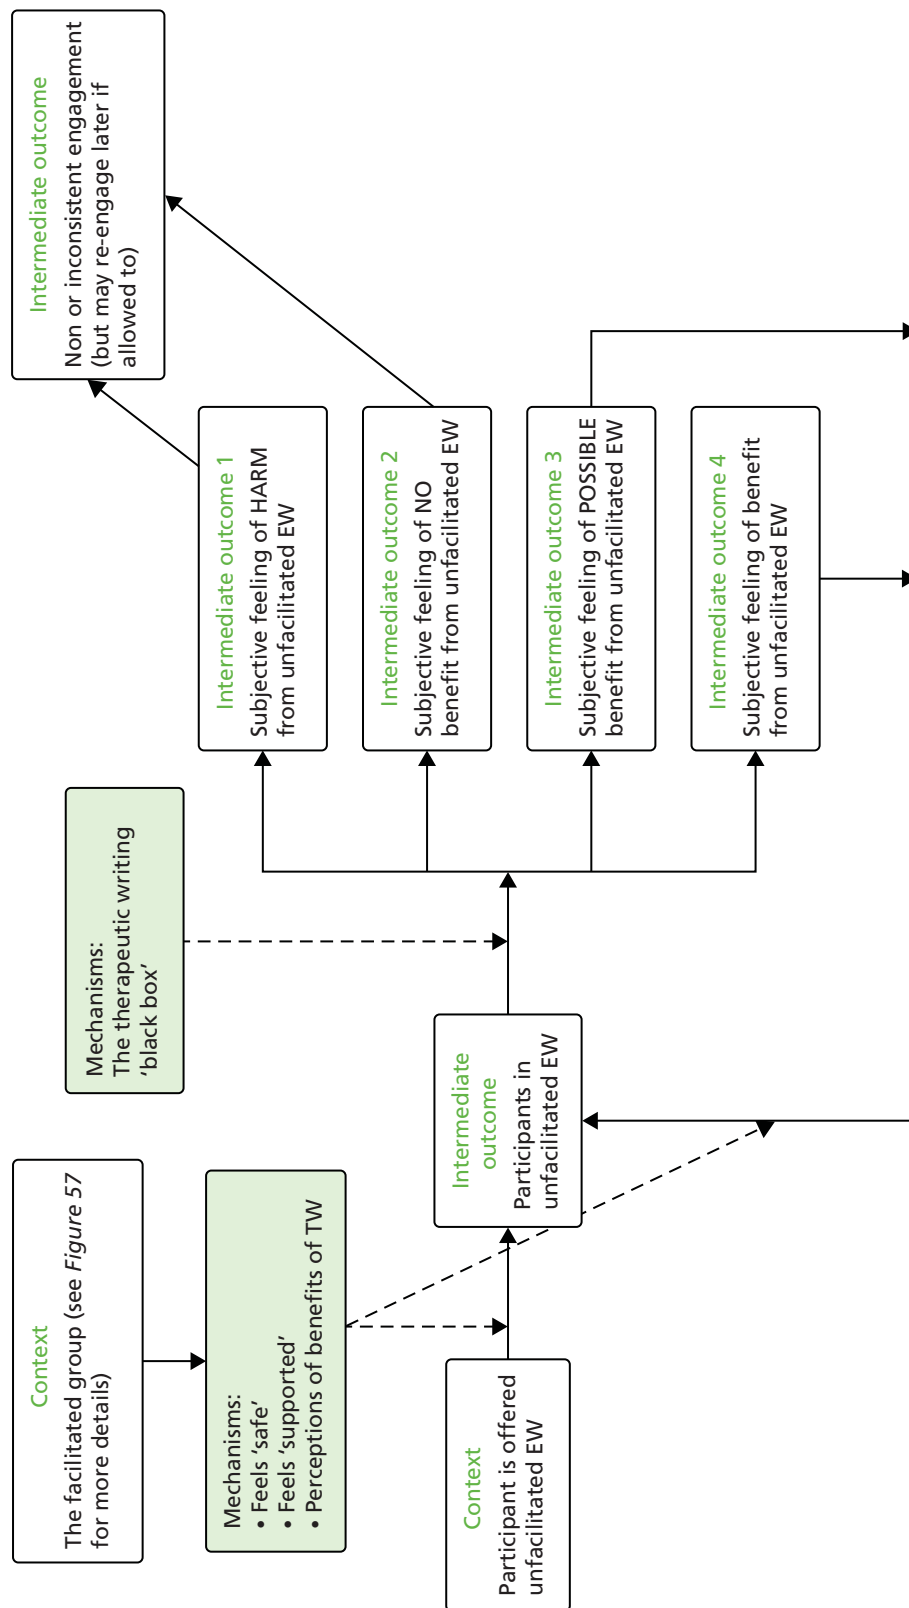 Context
The facilitated group (see Figure 57
for more details)
Mechanisms:
• Feels ‘safe’
• Feels ‘supported’
• Perceptions of benefits of TW
Context
Participant is offered
unfacilitated EW
Mechanisms:
The therapeutic writing
‘black box’
Intermediate
outcome
Participants in
unfacilitated EW
Intermediate outcome 1
Subjective feeling of HARM
from unfacilitated EW
Intermediate outcome 2
Subjective feeling of NO
benefit from unfacilitated EW
Intermediate outcome 3
Subjective feeling of POSSIBLE
benefit from unfacilitated EW
Intermediate outcome 4
Subjective feeling of benefit
from unfacilitated EW
Intermediate outcome
Non or inconsistent engagement
(but may re-engage later if
allowed to)